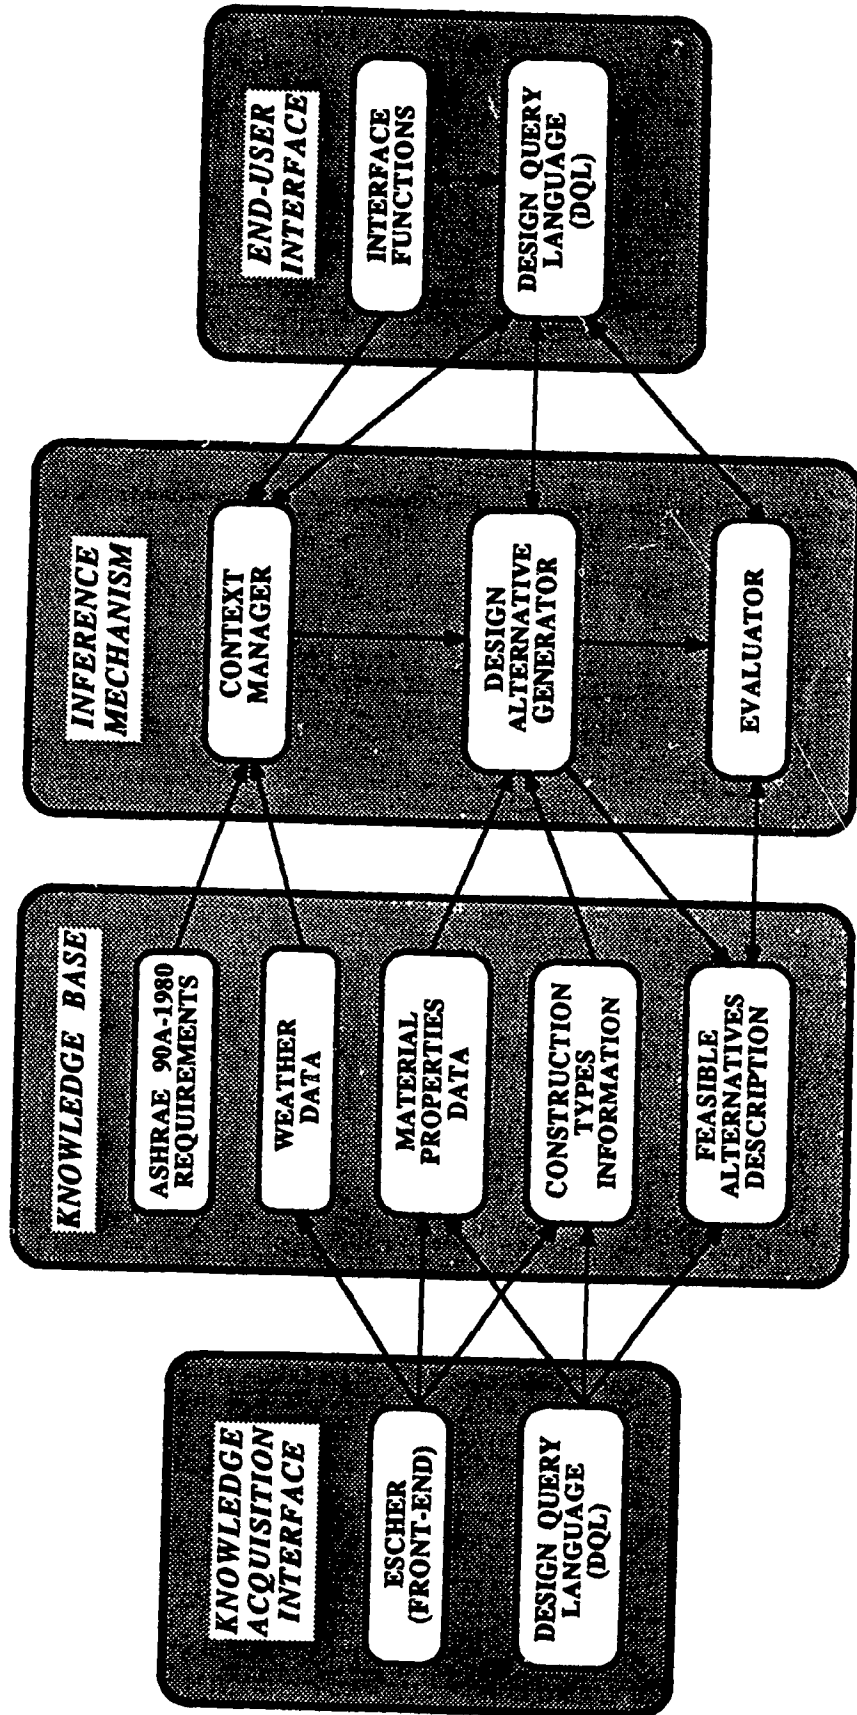 KNOWLEDGE
ACQUISITION
INTERFACE
ESCHER
(FRONT-END)
DESIGN QUERY
LANGUAGE
(DQL)
KNOWLEDGE BASE
ASHRAE 90A-1980
REQUIREMENTS
WEATHER
DATA
MATERIAL
PROPERTIES
DATA
CONSTRUCTION
TYPES
INFORMATION
FEASIBLE
ALTERNATIVES
DESCRIPTION
INFERENCE
MECHANISM
CONTEXT
MANAGER
DESIGN
ALTERNATIVE
GENERATOR
EVALUATOR
END-USER
INTERFACE
INTERFACE
FUNCTIONS
DESIGN QUERY
LANGUAGE
(DQL)